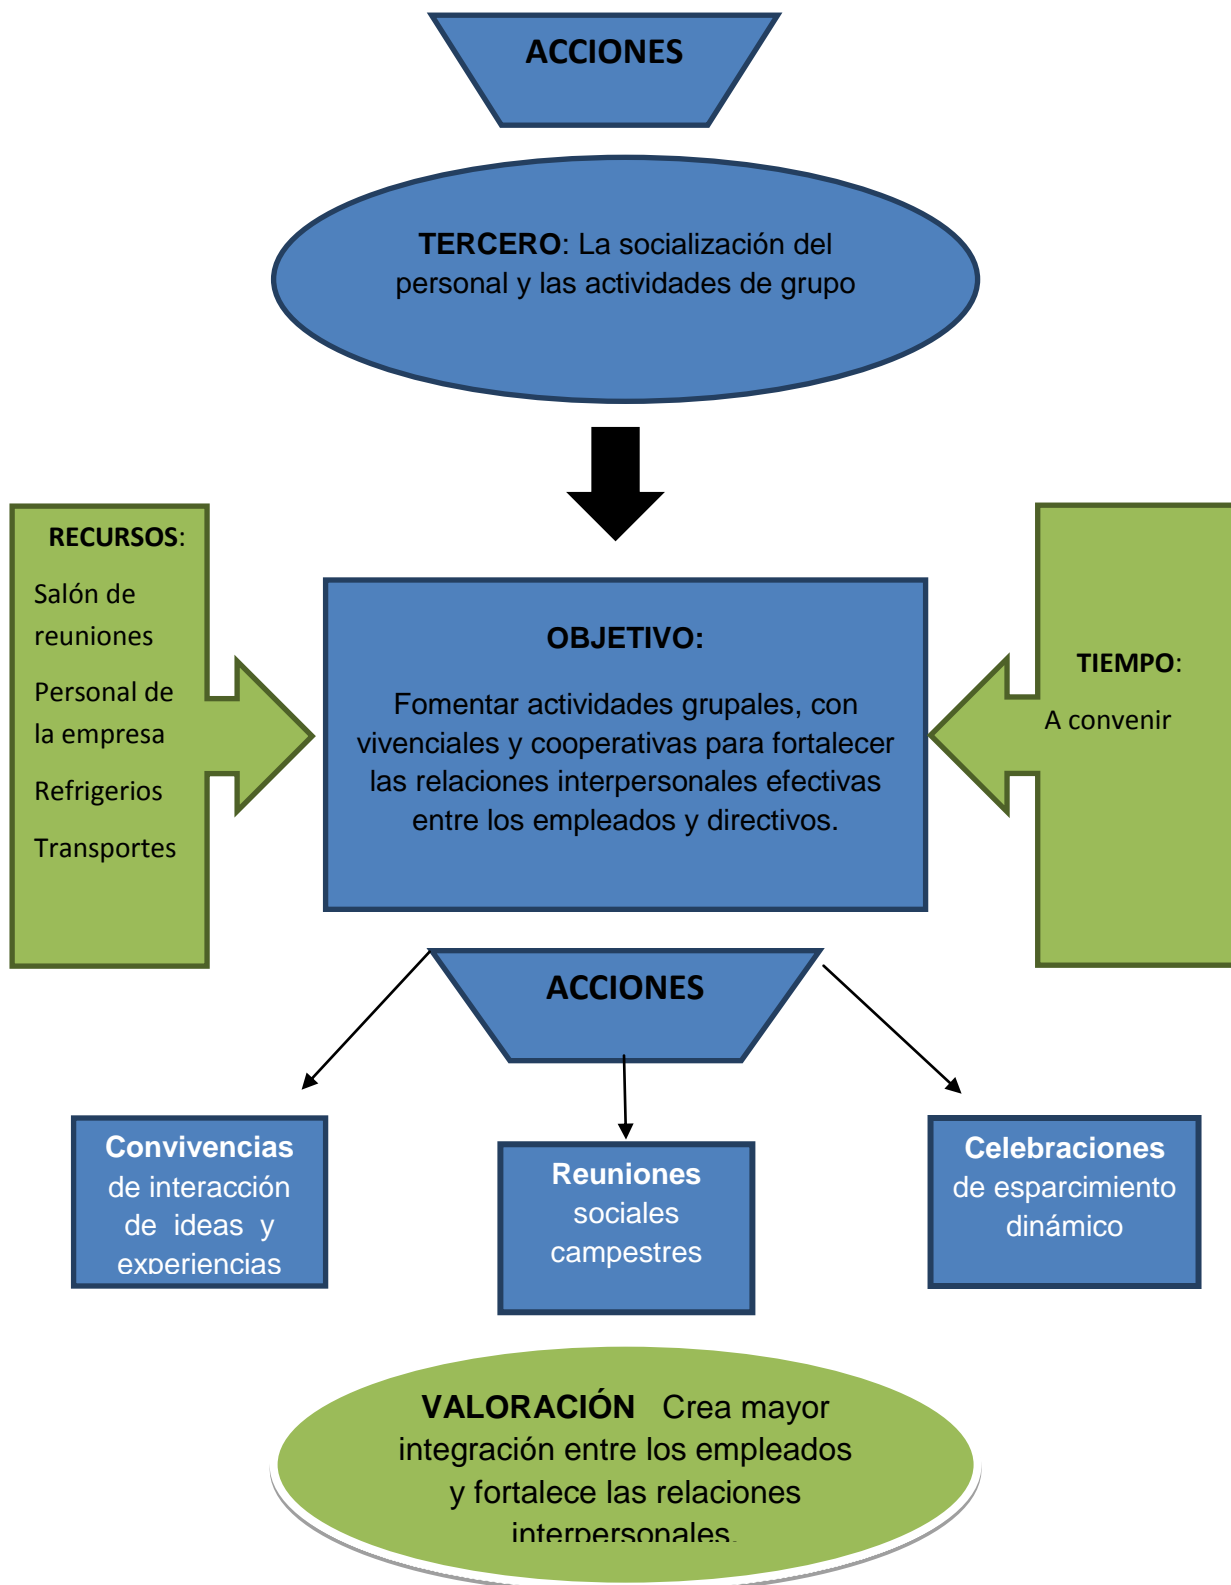 ACCIONES
TERCERO: La socialización del
personal y las actividades de grupo
RECURSOS:
Salón de
reuniones
Personal de
la empresa
Refrigerios
Transportes
OBJETIVO:
Fomentar actividades grupales, con
vivenciales y cooperativas para fortalecer
las relaciones interpersonales efectivas
entre los empleados y directivos.
TIEMPO:
A convenir
ACCIONES
Convivencias
de interacción
de ideas y
experiencias
Reuniones
sociales
campestres
Celebraciones
de esparcimiento
dinámico
VALORACIÓN Crea mayor
integración entre los empleados
y fortalece las relaciones
interpersonales.